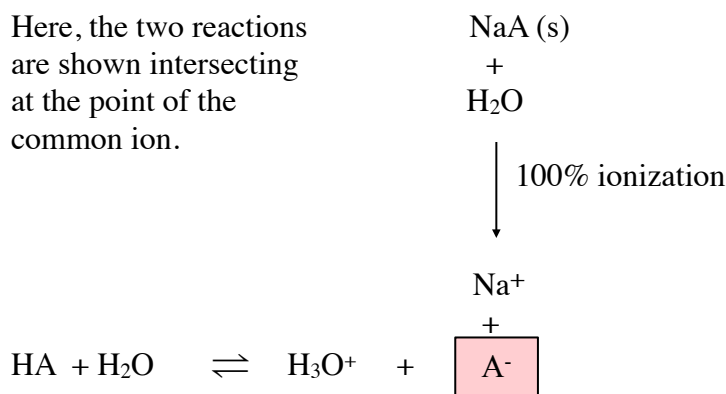 Here, the two reactions
are shown intersecting
at the point of the
common ion.
NaA (s)
+
H₂O
100% ionization
Na⁺
+
HA + H₂O ⇌ H₃O⁺ + A⁻